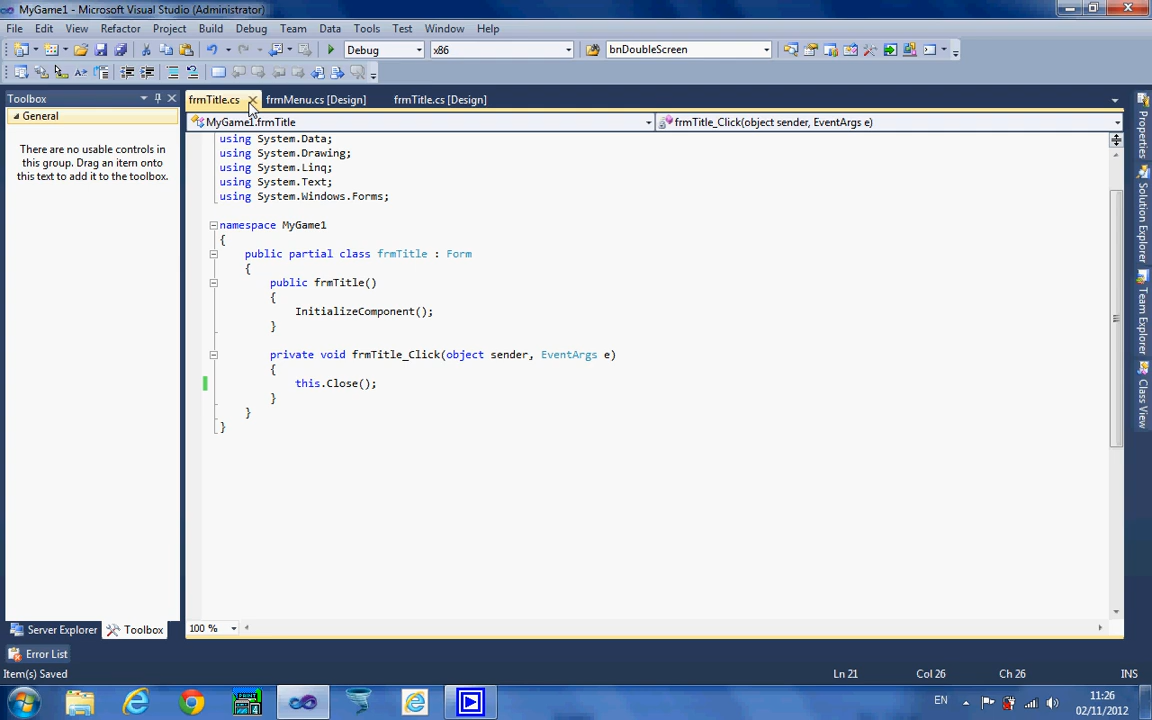 MyGame1 - Microsoft Visual Studio (Administrator)
File Edit View Refactor Project Build Debug Team Data Tools Test Window Help
Debug x86 bnDoubleScreen
Toolbox
frmTitle.cs frmMenu.cs [Design] frmTitle.cs [Design]
General
MyGame1.frmTitle frmTitle_Click(object sender, EventArgs e)
There are no usable controls in
this group. Drag an item onto
this text to add it to the toolbox.
using System.Data;
using System.Drawing;
using System.Linq;
using System.Text;
using System.Windows.Forms;
namespace MyGame1
{
public partial class frmTitle : Form
{
public frmTitle()
{
InitializeComponent();
}
private void frmTitle_Click(object sender, EventArgs e)
{
this.Close();
}
}
}
Properties
Solution Explorer
Team Explorer
Class View
100 %
Server Explorer Toolbox
Error List
Item(s) Saved Ln 21 Col 26 Ch 26 INS
EN 11:26
02/11/2012